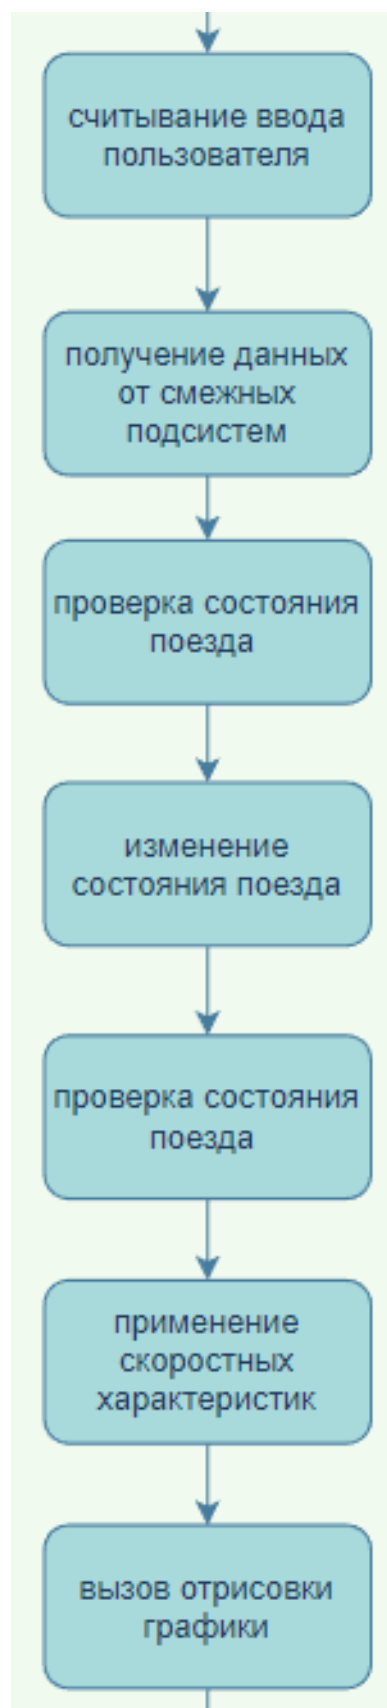 считывание ввода
пользователя
получение данных
от смежных
подсистем
проверка состояния
поезда
изменение
состояния поезда
проверка состояния
поезда
применение
скоростных
характеристик
вызов отрисовки
графики